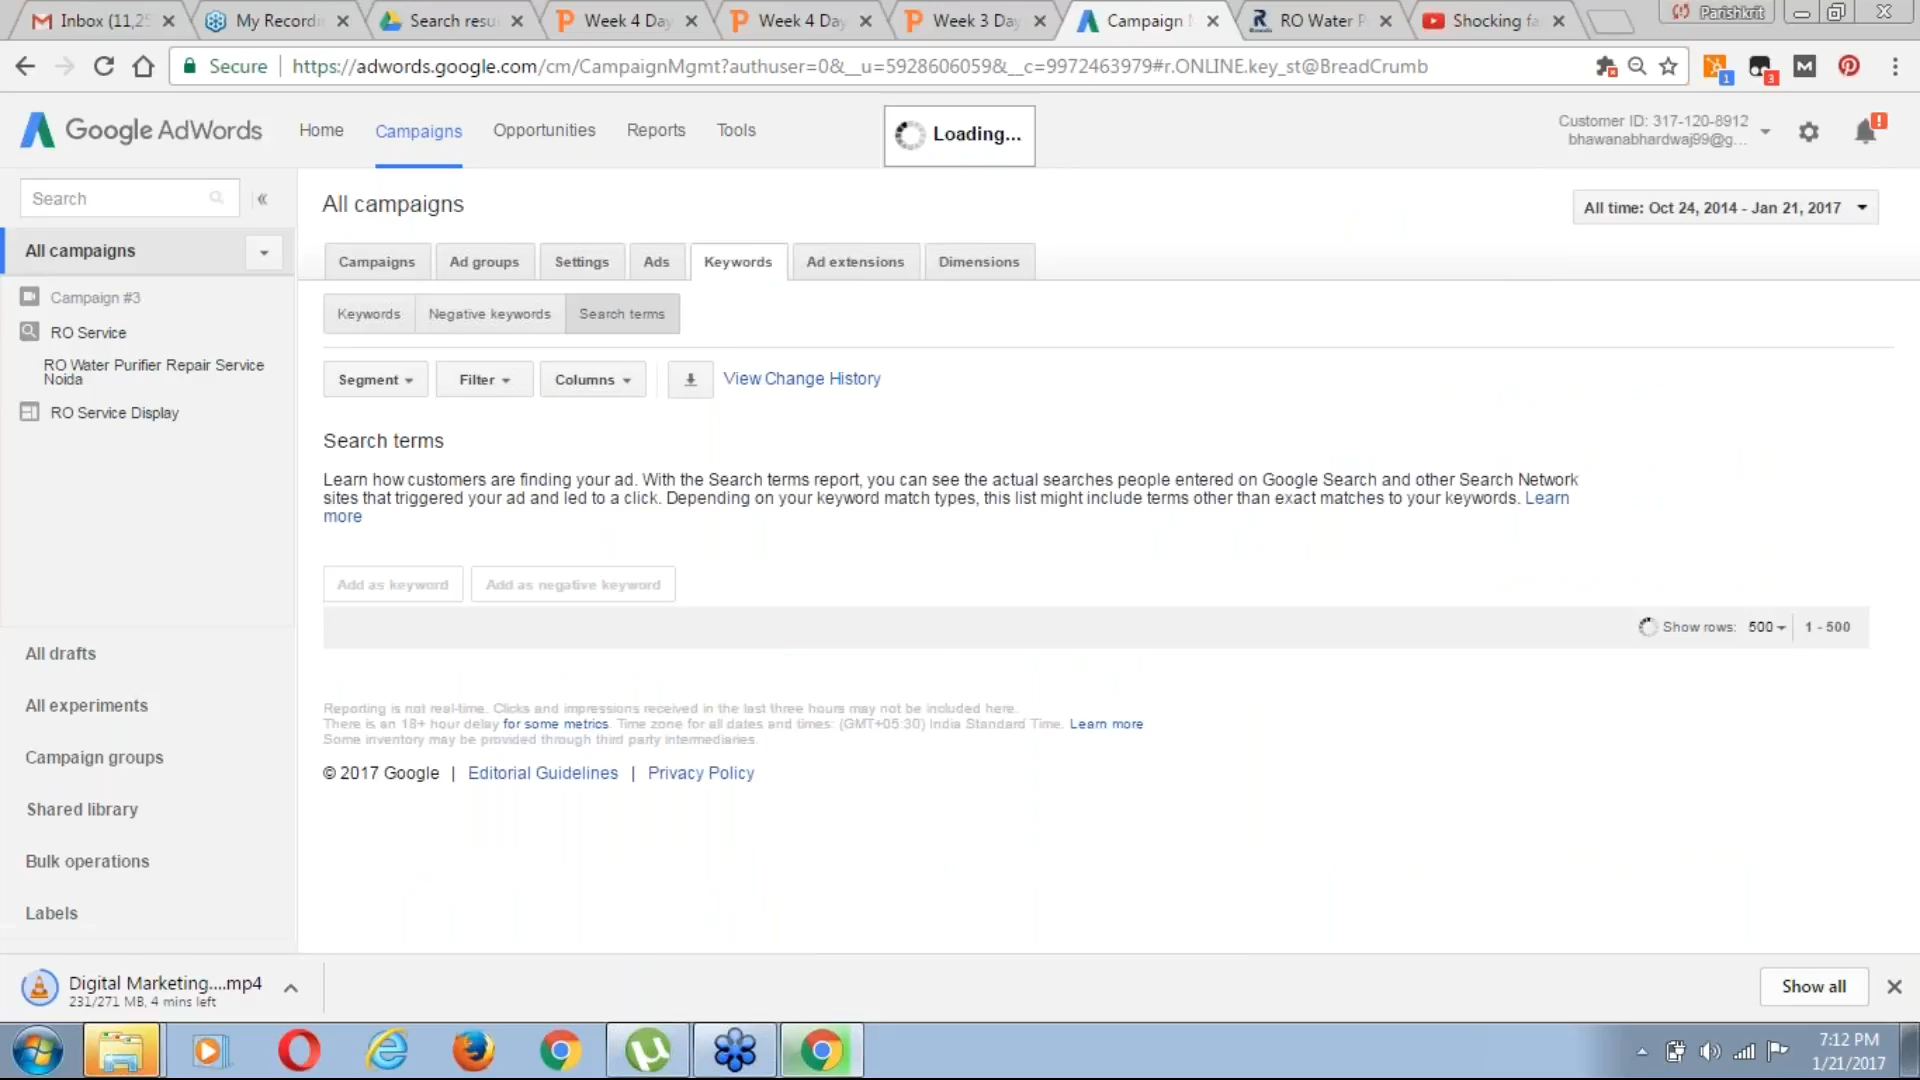 Inbox (11,25
My Recordi
Search resu
Week 4 Day
Week 4 Day
Week 3 Day
Campaign
RO Water P
Shocking fa
Parishkrit
Secure
https://adwords.google.com/cm/CampaignMgmt?authuser=0&__u=5928606059&__c=9972463979#r.ONLINE.key_st@BreadCrumb
1
3
Google AdWords
Home
Campaigns
Opportunities
Reports
Tools
Loading...
Customer ID: 317-120-8912
bhawanabhardwaj99@g...
Search
All campaigns
Campaign #3
RO Service
RO Water Purifier Repair Service
Noida
RO Service Display
All drafts
All experiments
Campaign groups
Shared library
Bulk operations
Labels
All campaigns
All time: Oct 24, 2014 - Jan 21, 2017
Campaigns
Ad groups
Settings
Ads
Keywords
Ad extensions
Dimensions
Keywords
Negative keywords
Search terms
Segment
Filter
Columns
View Change History
Search terms
Learn how customers are finding your ad. With the Search terms report, you can see the actual searches people entered on Google Search and other Search Network
sites that triggered your ad and led to a click. Depending on your keyword match types, this list might include terms other than exact matches to your keywords. Learn
more
Add as keyword
Add as negative keyword
Show rows: 500
1 - 500
Reporting is not real-time. Clicks and impressions received in the last three hours may not be included here.
There is an 18+ hour delay for some metrics. Time zone for all dates and times: (GMT+05:30) India Standard Time. Learn more
Some inventory may be provided through third party intermediaries.
© 2017 Google | Editorial Guidelines | Privacy Policy
Digital Marketing....mp4
231/271 MB, 4 mins left
Show all
7:12 PM
1/21/2017